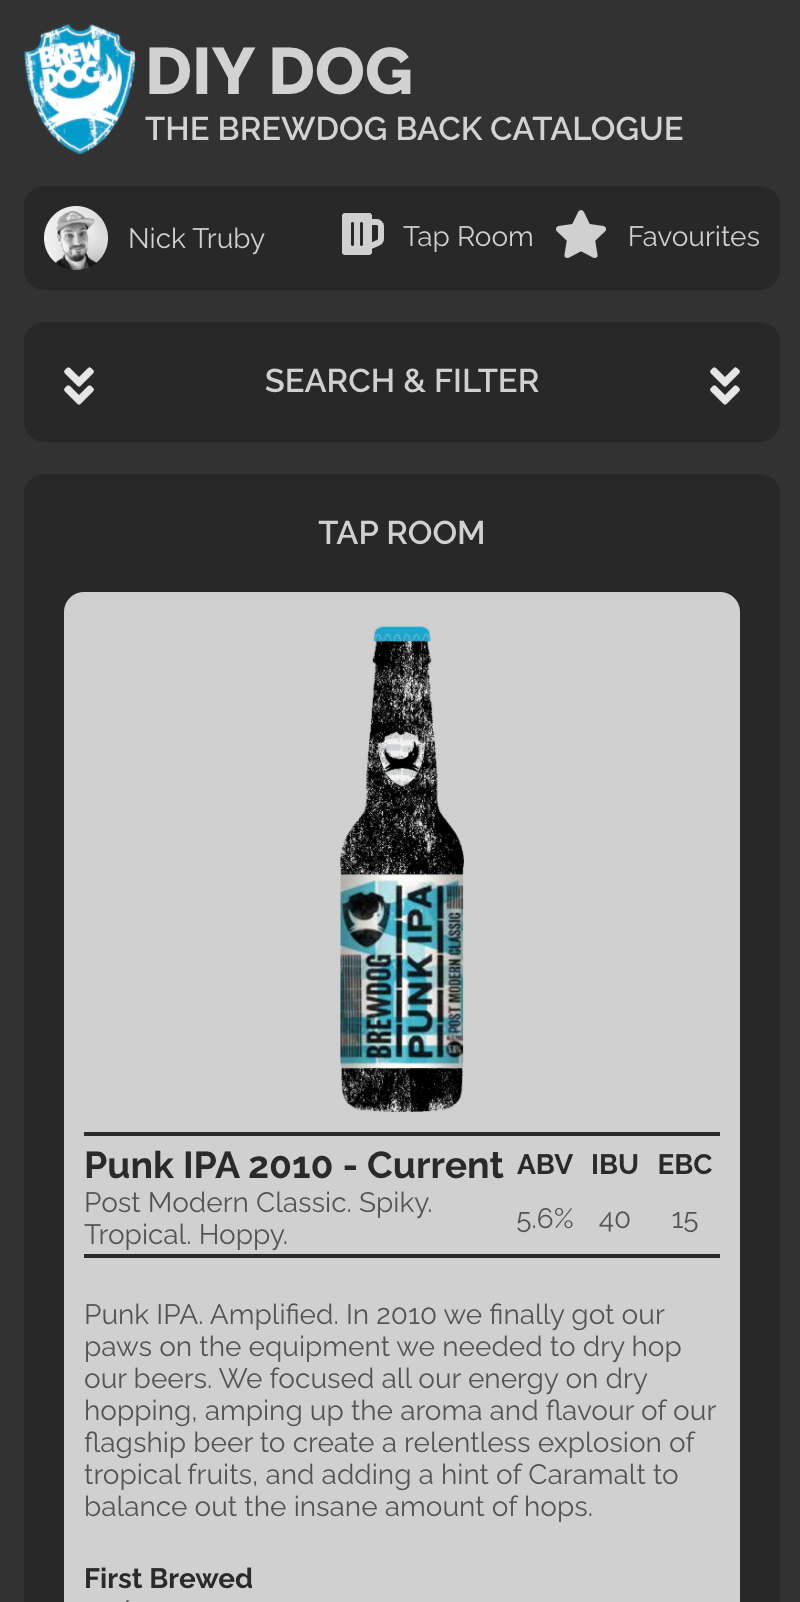 BREW
DOG
DIY DOG
THE BREWDOG BACK CATALOGUE
Nick Truby
Tap Room
Favourites
SEARCH & FILTER
TAP ROOM
BREWDOG
PUNK IPA
POST MODERN CLASSIC
Punk IPA 2010 - Current
ABV IBU EBC
Post Modern Classic. Spiky.
Tropical. Hoppy.
5.6% 40 15
Punk IPA. Amplified. In 2010 we finally got our
paws on the equipment we needed to dry hop
our beers. We focused all our energy on dry
hopping, amping up the aroma and flavour of our
flagship beer to create a relentless explosion of
tropical fruits, and adding a hint of Caramalt to
balance out the insane amount of hops.
First Brewed